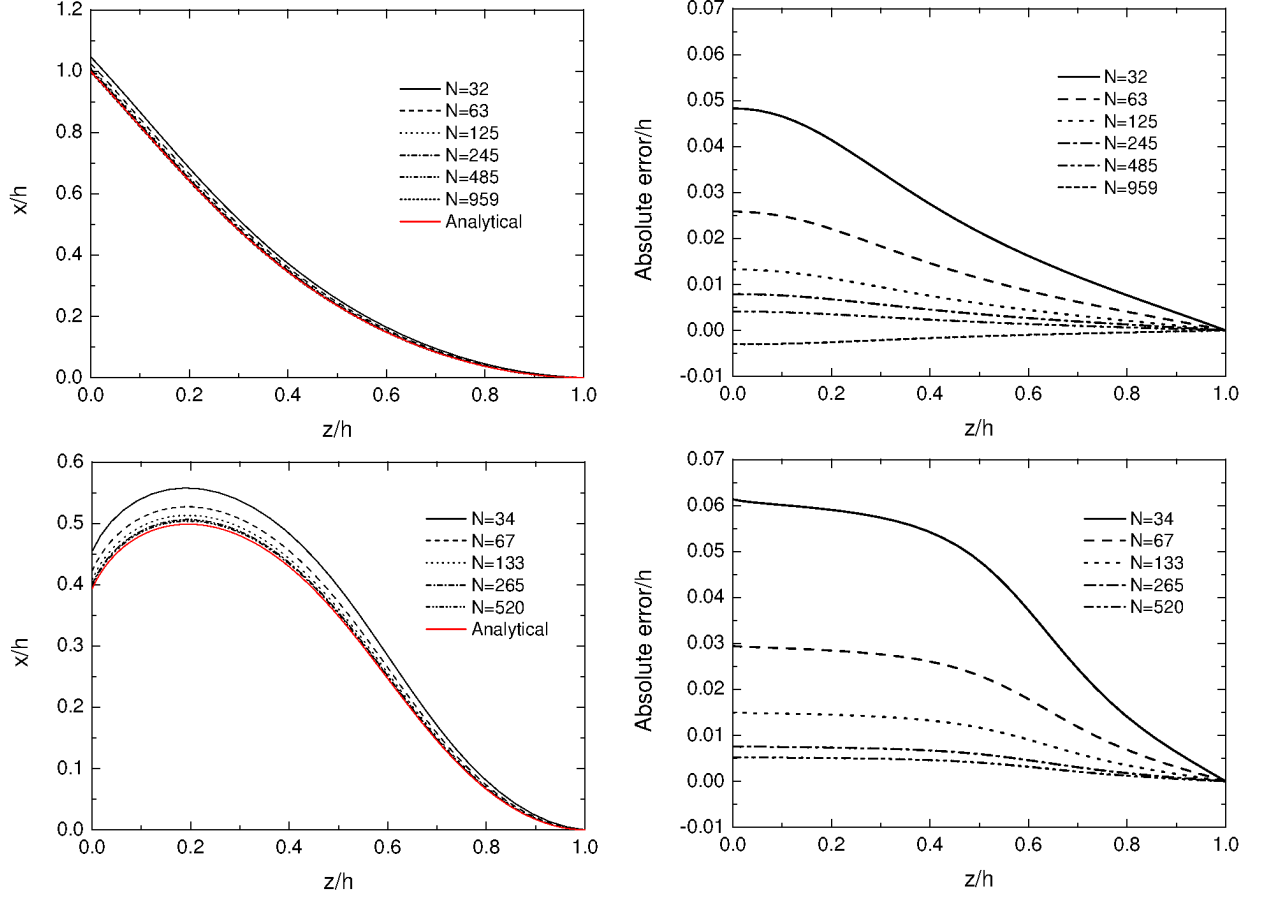 1.2
1.0
0.8
0.6
0.4
0.2
0.0
x/h
N=32
N=63
N=125
N=245
N=485
N=959
Analytical
0.0 0.2 0.4 0.6 0.8 1.0
z/h
0.07
0.06
0.05
0.04
0.03
0.02
0.01
0.00
-0.01
Absolute error/h
N=32
N=63
N=125
N=245
N=485
N=959
0.0 0.2 0.4 0.6 0.8 1.0
z/h
0.6
0.5
0.4
0.3
0.2
0.1
0.0
x/h
N=34
N=67
N=133
N=265
N=520
Analytical
0.0 0.2 0.4 0.6 0.8 1.0
z/h
0.07
0.06
0.05
0.04
0.03
0.02
0.01
0.00
-0.01
Absolute error/h
N=34
N=67
N=133
N=265
N=520
0.0 0.2 0.4 0.6 0.8 1.0
z/h